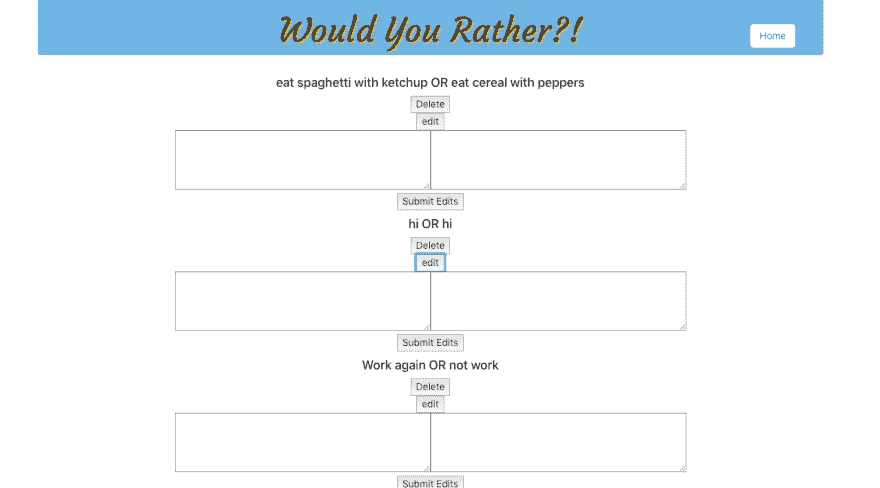 Would You Rather?!
Home
eat spaghetti with ketchup OR eat cereal with peppers
Delete
edit
Submit Edits
hi OR hi
Delete
edit
Submit Edits
Work again OR not work
Delete
edit
Submit Edits